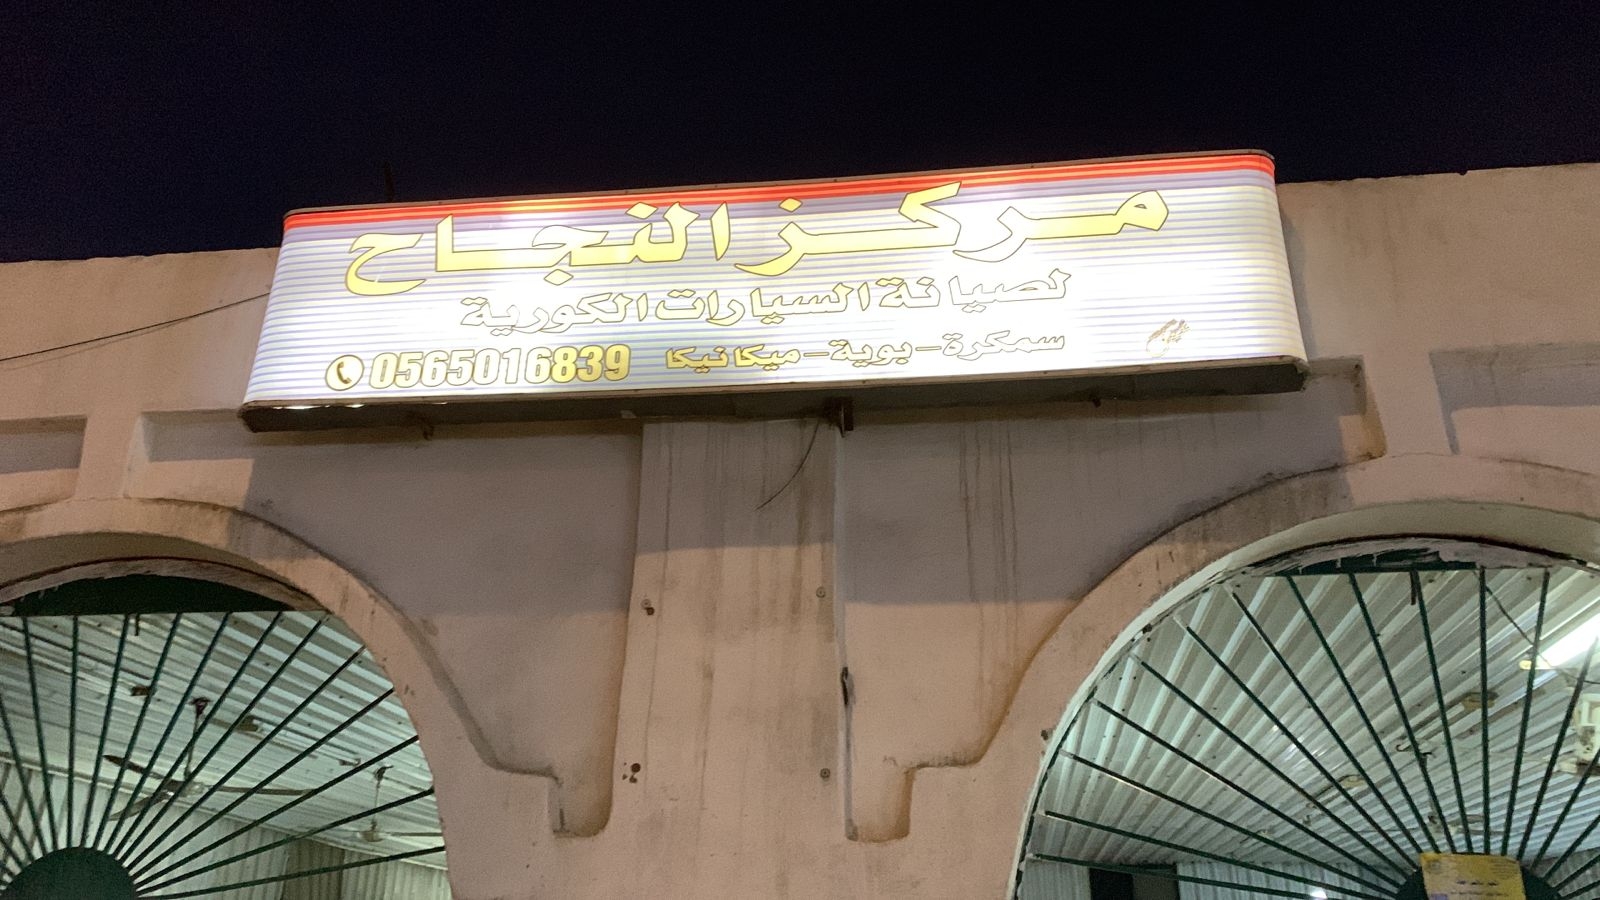 مركز النجاح
لصيانة السيارات الكورية
سمكرة - بوية - ميكانيكا 0565016839